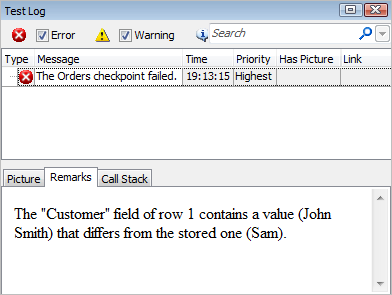 Test Log
Error Warning Search
Type Message Time Priority Has Picture Link
The Orders checkpoint failed. 19:13:15 Highest
Picture Remarks Call Stack
The "Customer" field of row 1 contains a value (John
Smith) that differs from the stored one (Sam).